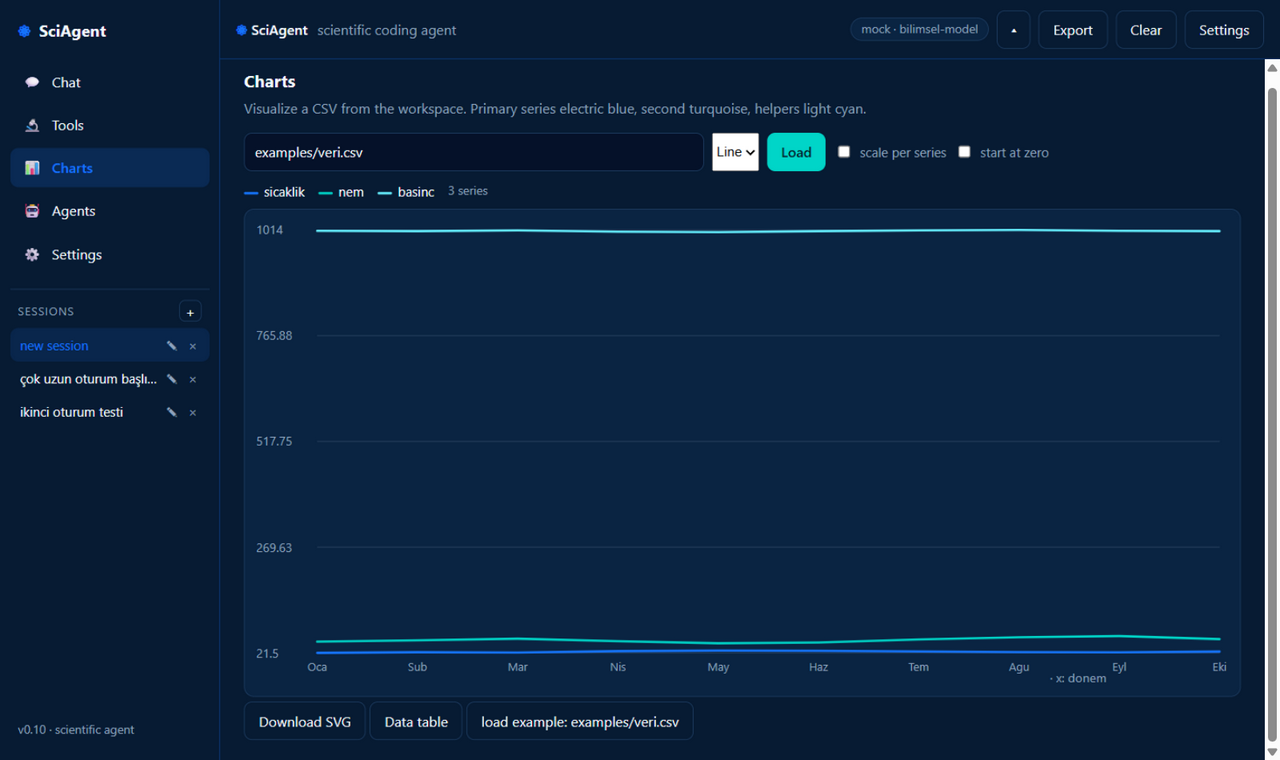 SciAgent
Chat
Tools
Charts
Agents
Settings
SESSIONS +
new session
çok uzun oturum başlı...
ikinci oturum testi
v0.10 · scientific agent
SciAgent scientific coding agent
mock · bilimsel-model
Export
Clear
Settings
Charts
Visualize a CSV from the workspace. Primary series electric blue, second turquoise, helpers light cyan.
examples/veri.csv Line Load scale per series start at zero
sicaklik nem basinc 3 series
1014
765.88
517.75
269.63
21.5
Oca Sub Mar Nis May Haz Tem Agu Eyl Eki
· x: donem
Download SVG Data table load example: examples/veri.csv